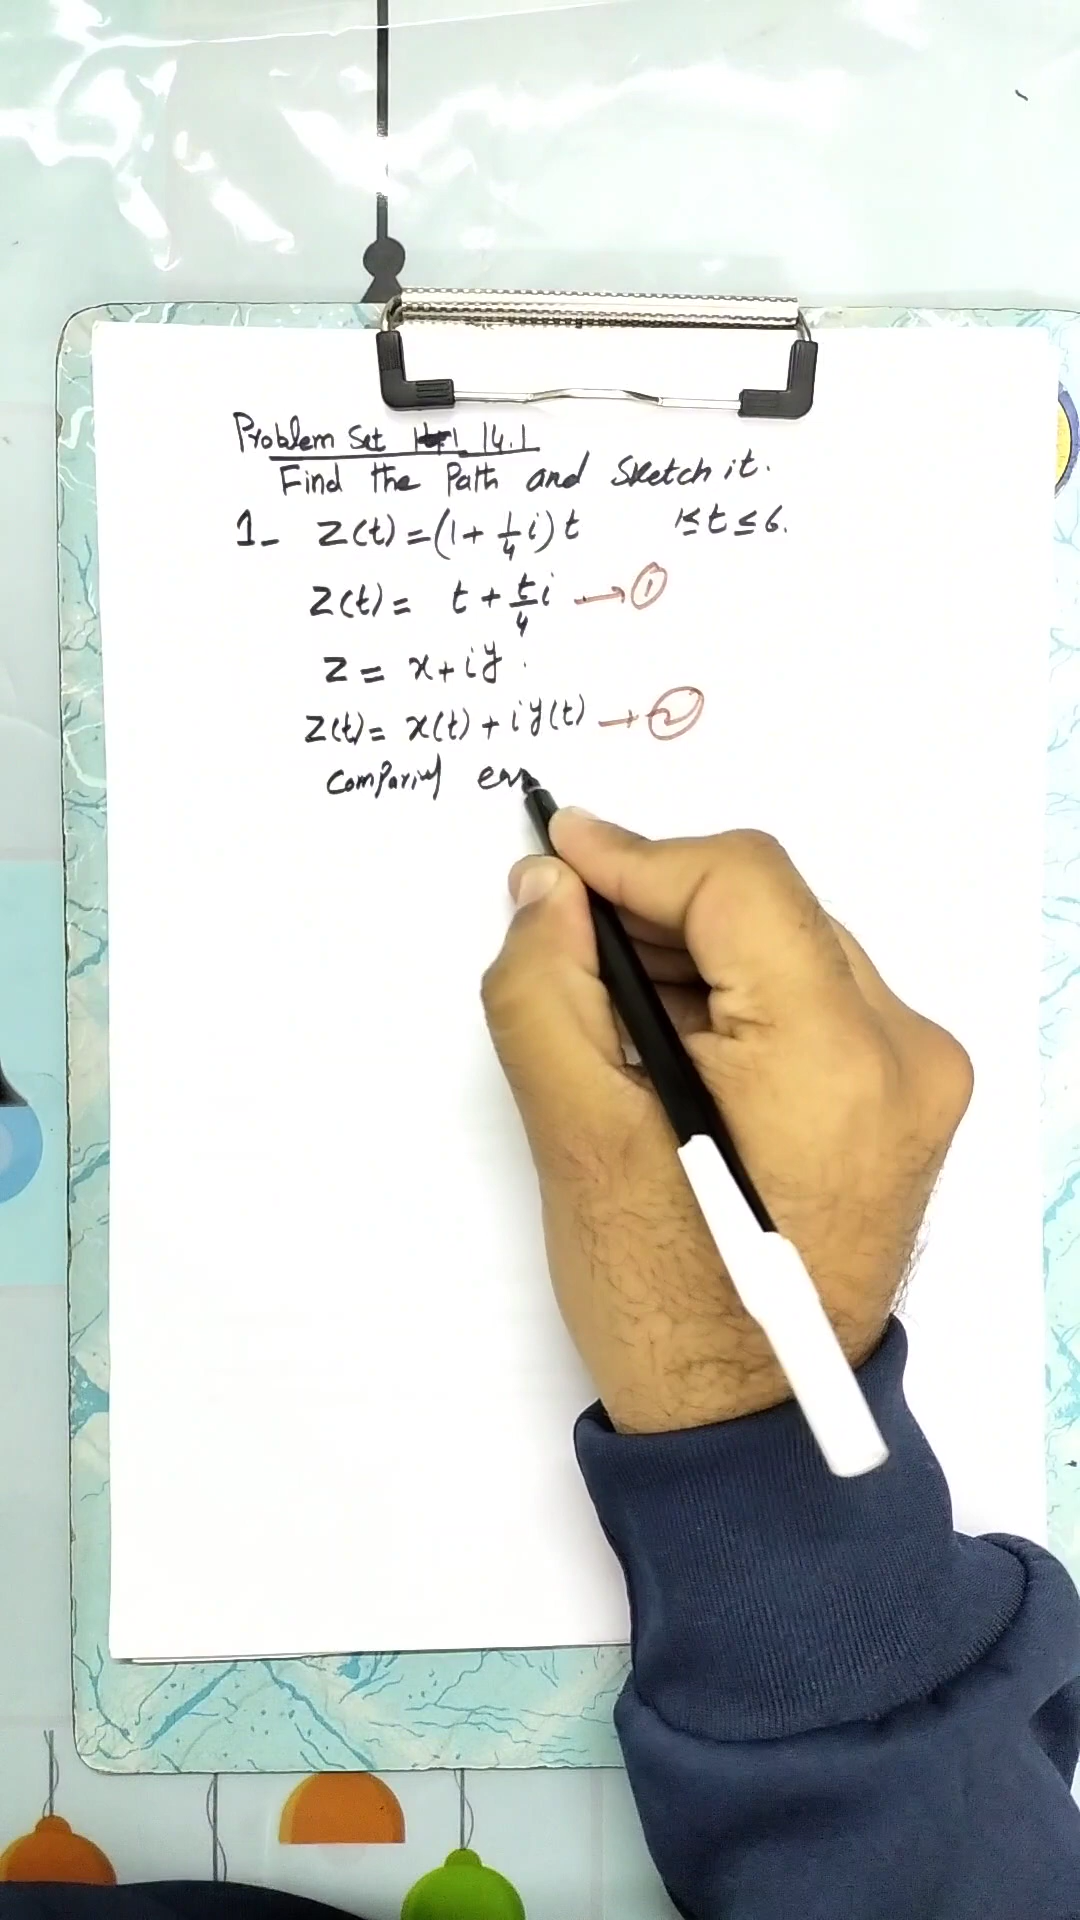 Problem Set 14.1
Find the Path and Sketch it.
1- Z(t) = (1 + 1/4 i) t 1 ≤ t ≤ 6.
Z(t) = t + t/4 i → ①
Z = x + iy.
Z(t) = x(t) + iy(t) → ②
Comparing